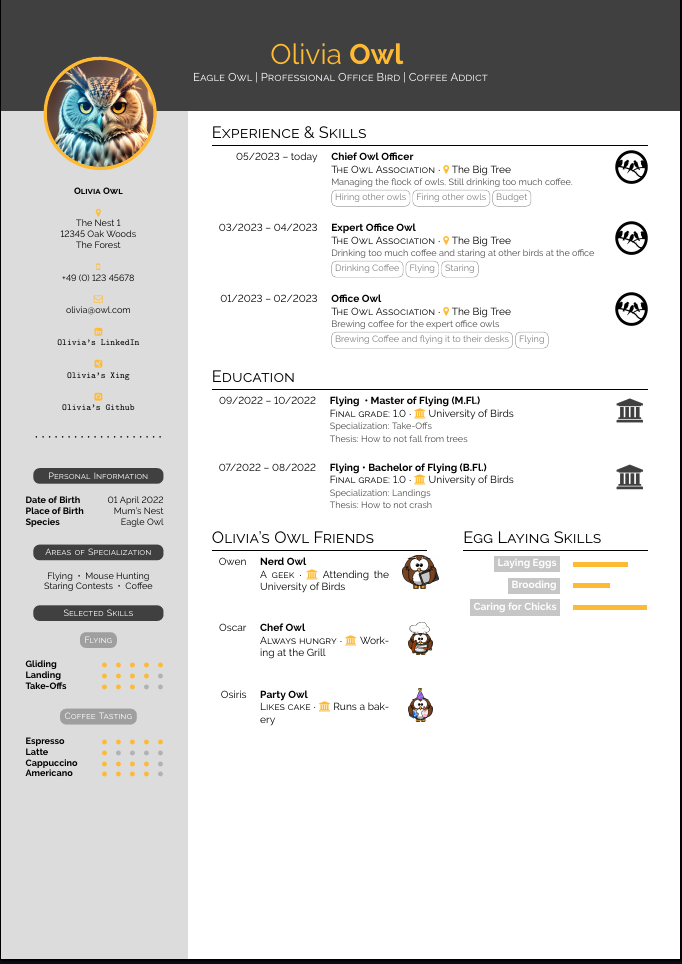 Olivia Owl
Eagle Owl | Professional Office Bird | Coffee Addict
Olivia Owl
The Nest 1
12345 Oak Woods
The Forest
+49 (0) 123 45678
olivia@owl.com
Olivia's LinkedIn
Olivia's Xing
Olivia's Github
Personal Information
Date of Birth 01 April 2022
Place of Birth Mum's Nest
Species Eagle Owl
Areas of Specialization
Flying • Mouse Hunting
Staring Contests • Coffee
Selected Skills
Flying
Gliding
Landing
Take-Offs
Coffee Tasting
Espresso
Latte
Cappuccino
Americano
Experience & Skills
05/2023 – today Chief Owl Officer
The Owl Association · The Big Tree
Managing the flock of owls. Still drinking too much coffee.
Hiring other owls Firing other owls Budget
03/2023 – 04/2023 Expert Office Owl
The Owl Association · The Big Tree
Drinking too much coffee and staring at other birds at the office
Drinking Coffee Flying Staring
01/2023 – 02/2023 Office Owl
The Owl Association · The Big Tree
Brewing coffee for the expert office owls
Brewing Coffee and flying it to their desks Flying
Education
09/2022 – 10/2022 Flying • Master of Flying (M.Fl.)
Final grade: 1.0 · University of Birds
Specialization: Take-Offs
Thesis: How to not fall from trees
07/2022 – 08/2022 Flying • Bachelor of Flying (B.Fl.)
Final grade: 1.0 · University of Birds
Specialization: Landings
Thesis: How to not crash
Olivia's Owl Friends
Owen Nerd Owl
A geek · Attending the
University of Birds
Oscar Chef Owl
Always hungry · Work-
ing at the Grill
Osiris Party Owl
Likes cake · Runs a bak-
ery
Egg Laying Skills
Laying Eggs
Brooding
Caring for Chicks